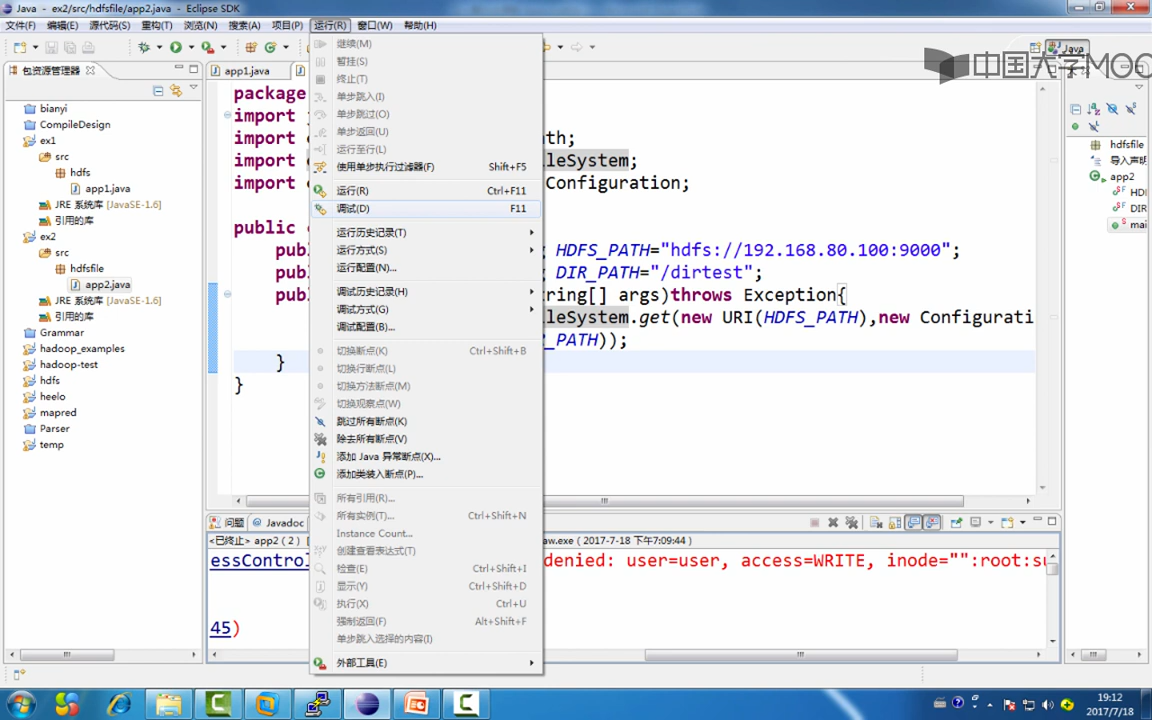 Java - ex2/src/hdfsfile/app2.java - Eclipse SDK
文件(F) 编辑(E) 源代码(S) 重构(T) 浏览(N) 搜索(A) 项目(P) 运行(R) 窗口(W) 帮助(H)
Java
中国大学MOOC
包资源管理器
app1.java
bianyi
CompileDesign
ex1
src
hdfs
app1.java
JRE 系统库 [JavaSE-1.6]
引用的库
ex2
src
hdfsfile
app2.java
JRE 系统库 [JavaSE-1.6]
引用的库
Grammar
hadoop_examples
hadoop-test
hdfs
heelo
mapred
Parser
temp
继续(M)
暂挂(S)
终止(T)
单步跳入(I)
单步跳过(O)
单步返回(U)
运行至行(L)
使用单步执行过滤器(F) Shift+F5
运行(R) Ctrl+F11
调试(D) F11
运行历史记录(T)
运行方式(S)
运行配置(N)...
调试历史记录(H)
调试方式(G)
调试配置(B)...
切换断点(K) Ctrl+Shift+B
切换行断点(L)
切换方法断点(M)
切换观察点(W)
跳过所有断点(K)
除去所有断点(V)
添加 Java 异常断点(X)...
添加类装入断点(P)...
所有引用(R)...
所有实例(T)... Ctrl+Shift+N
Instance Count...
创建查看表达式(T)
检查(E) Ctrl+Shift+I
显示(Y) Ctrl+Shift+D
执行(X) Ctrl+U
强制返回(F) Alt+Shift+F
单步跳入选择的内容(I)
外部工具(E)
package
import
import th;
import leSystem;
import Configuration;
public
pub HDFS_PATH="hdfs://192.168.80.100:9000";
pub DIR_PATH="/dirtest";
pub ring[] args)throws Exception{
leSystem.get(new URI(HDFS_PATH),new Configurati
_PATH));
}
}
hdfsfile
导入声明
app2
HDI
DIR
mai
问题 Javadoc
<已终止> app2 ( 2 ) [ aw.exe ( 2017-7-18 下午7:09:44 )
essControl denied: user=user, access=WRITE, inode="":root:su
45)
19:12
2017/7/18